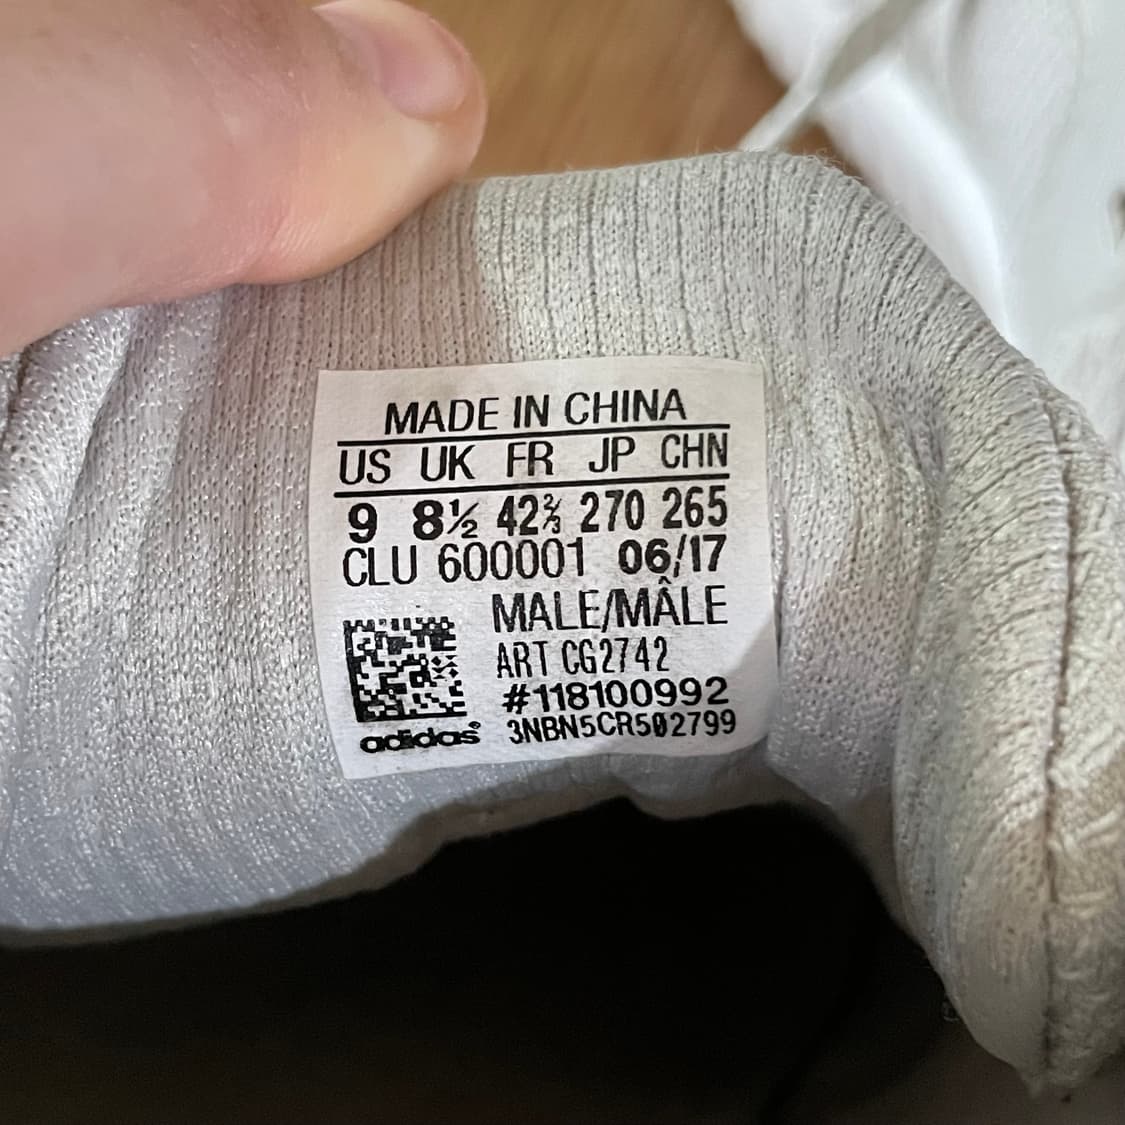 MADE IN CHINA
US UK FR JP CHN
9 8½ 42⅔ 270 265
CLU 600001 06/17
MALE/MÂLE
ART CG2742
#118100992
adidas® 3NBN5CR502799